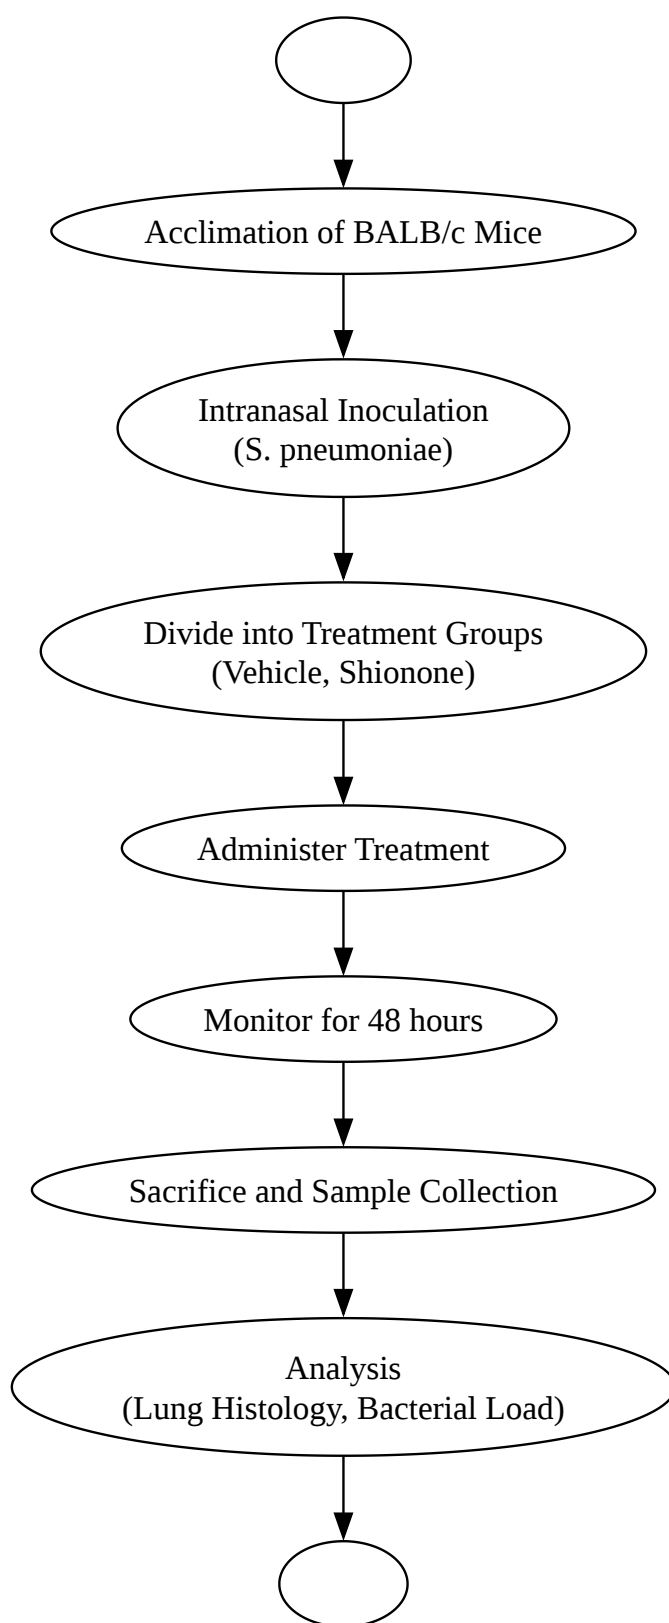 Acclimation of BALB/c Mice
Intranasal Inoculation
(S. pneumoniae)
Divide into Treatment Groups
(Vehicle, Shionone)
Administer Treatment
Monitor for 48 hours
Sacrifice and Sample Collection
Analysis
(Lung Histology, Bacterial Load)